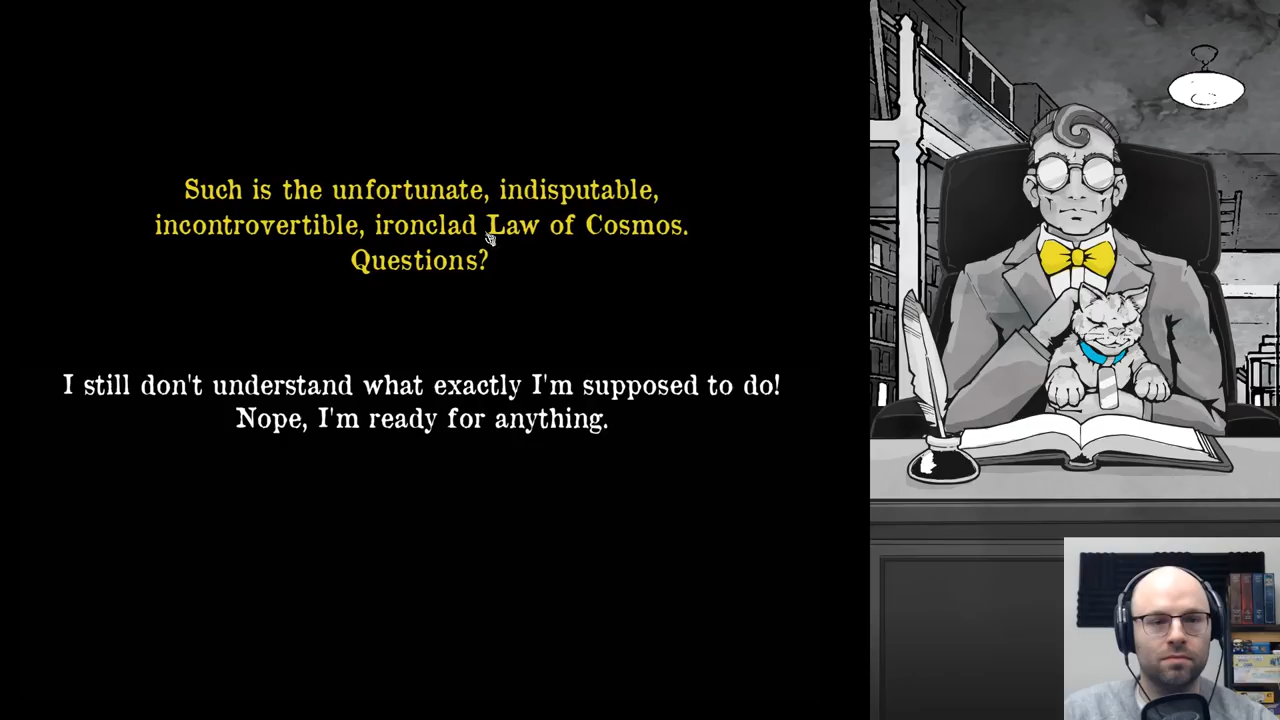 Such is the unfortunate, indisputable,
incontrovertible, ironclad Law of Cosmos.
Questions?
I still don't understand what exactly I'm supposed to do!
Nope, I'm ready for anything.